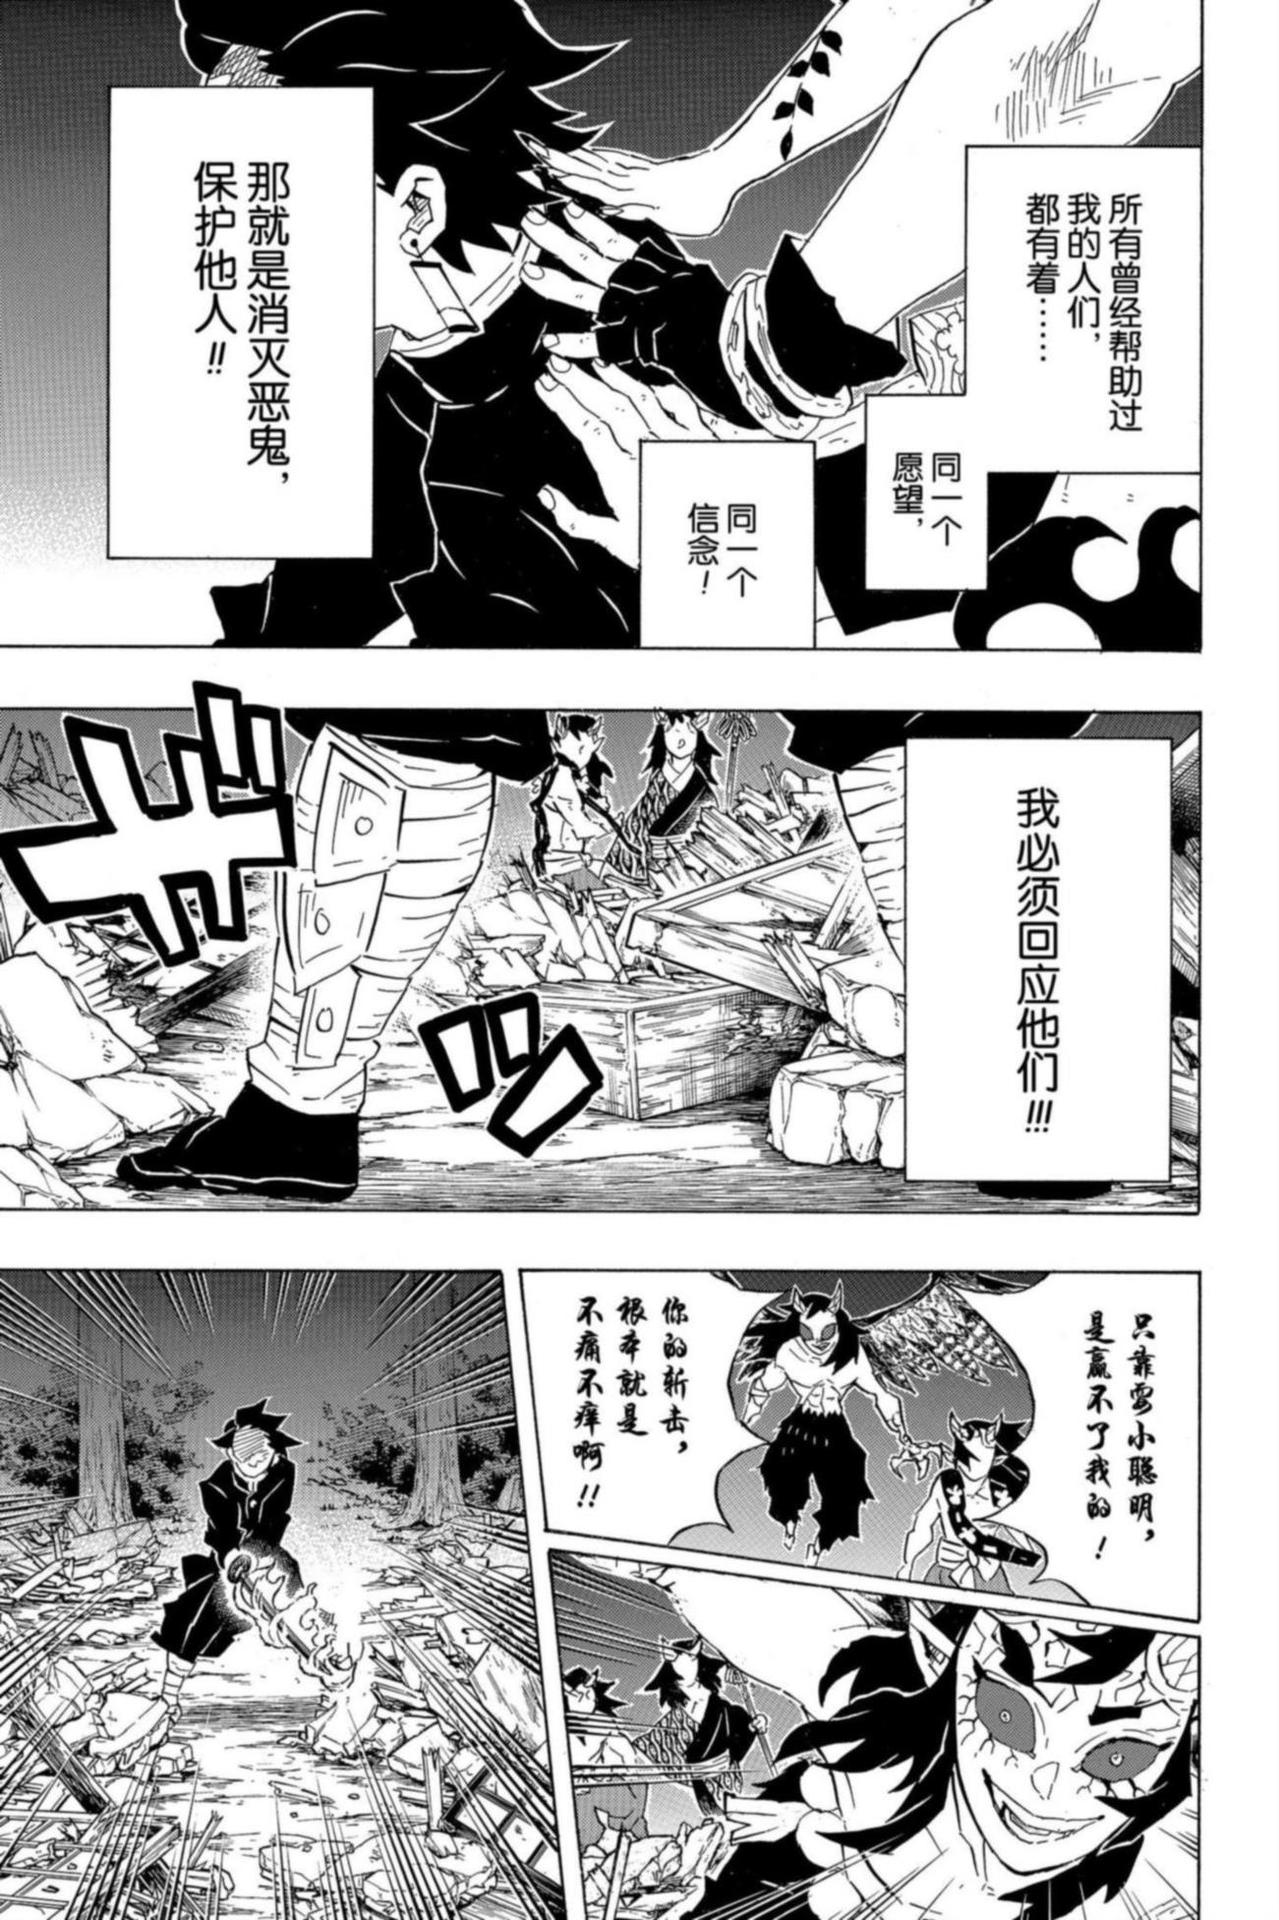 所有曾经帮助过
我的人们，
都有着……
同一个
愿望，
同一个
信念！
那就是消灭恶鬼，
保护他人！！
我必须回应他们！！！
ザッ
只靠耍小聪明，
是赢不了我的！
你的斩击，
根本就是
不痛不痒啊！！